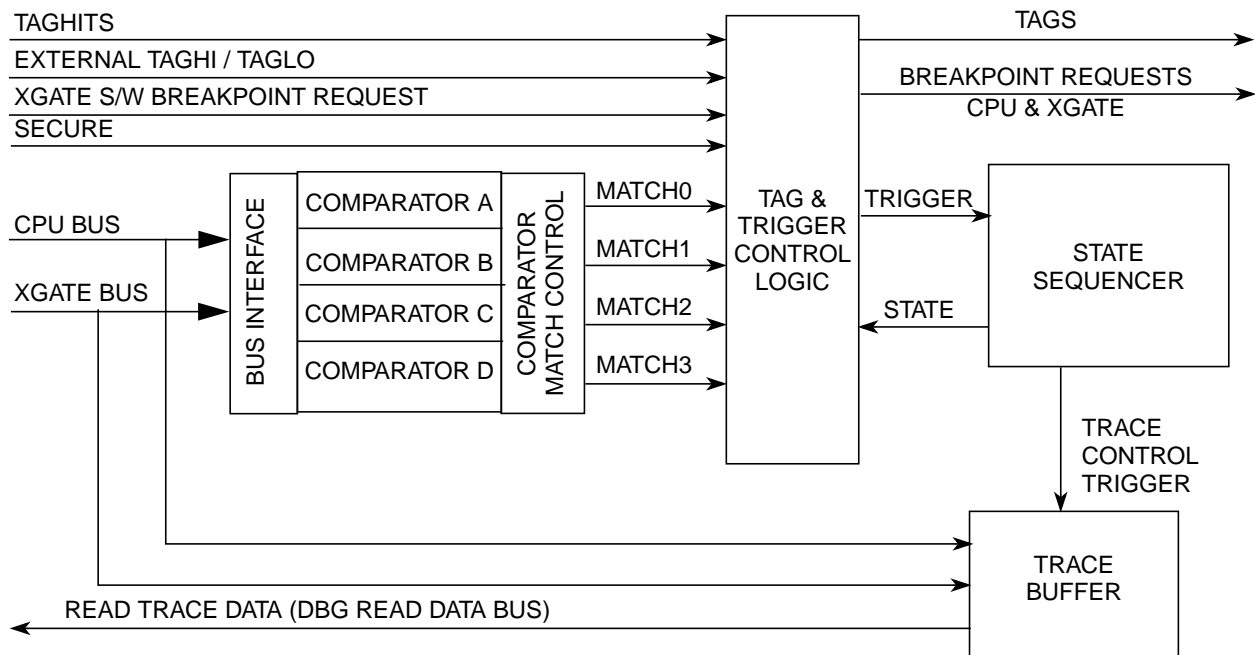 TAGHITS
EXTERNAL TAGHI / TAGLO
XGATE S/W BREAKPOINT REQUEST
SECURE
TAGS
BREAKPOINT REQUESTS
CPU & XGATE
CPU BUS
XGATE BUS
BUS INTERFACE
COMPARATOR A
COMPARATOR B
COMPARATOR C
COMPARATOR D
COMPARATOR
MATCH CONTROL
MATCH0
MATCH1
MATCH2
MATCH3
TAG &
TRIGGER
CONTROL
LOGIC
TRIGGER
STATE
STATE
SEQUENCER
TRACE
CONTROL
TRIGGER
TRACE
BUFFER
READ TRACE DATA (DBG READ DATA BUS)